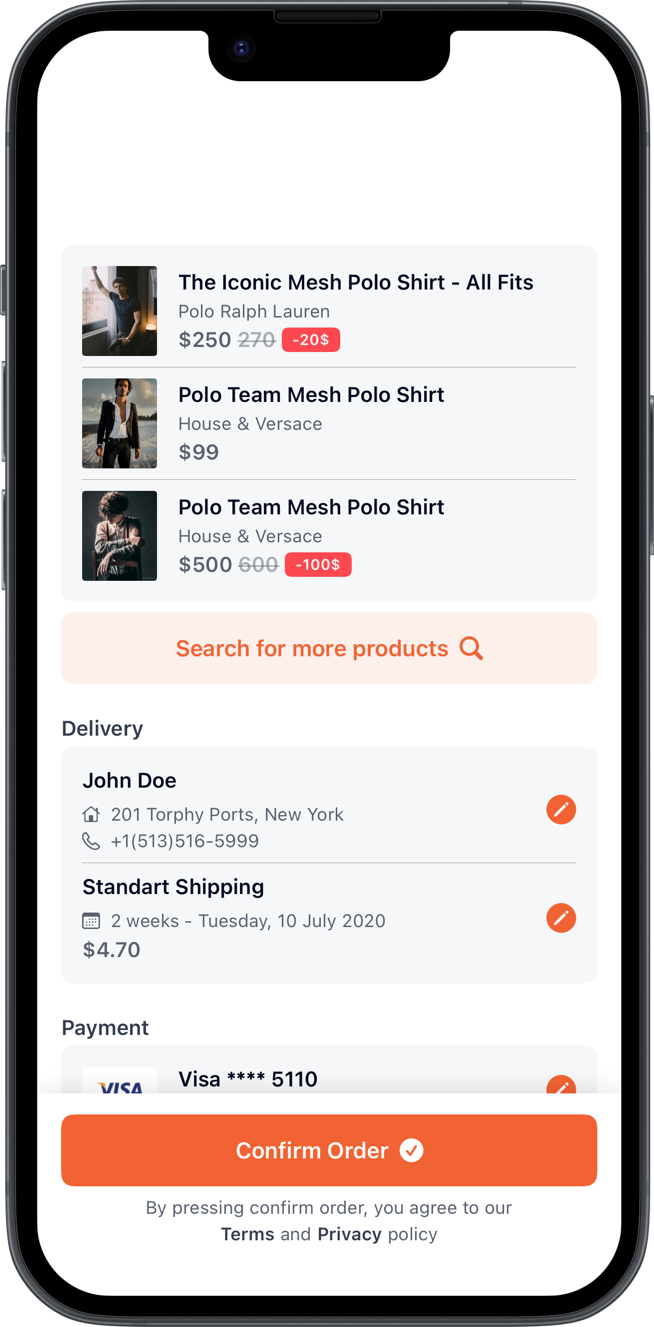 The Iconic Mesh Polo Shirt - All Fits
Polo Ralph Lauren
$250 270 -20$
Polo Team Mesh Polo Shirt
House & Versace
$99
Polo Team Mesh Polo Shirt
House & Versace
$500 600 -100$
Search for more products
Delivery
John Doe
201 Torphy Ports, New York
+1(513)516-5999
Standart Shipping
2 weeks - Tuesday, 10 July 2020
$4.70
Payment
VISA Visa **** 5110
Confirm Order
By pressing confirm order, you agree to our
Terms and Privacy policy